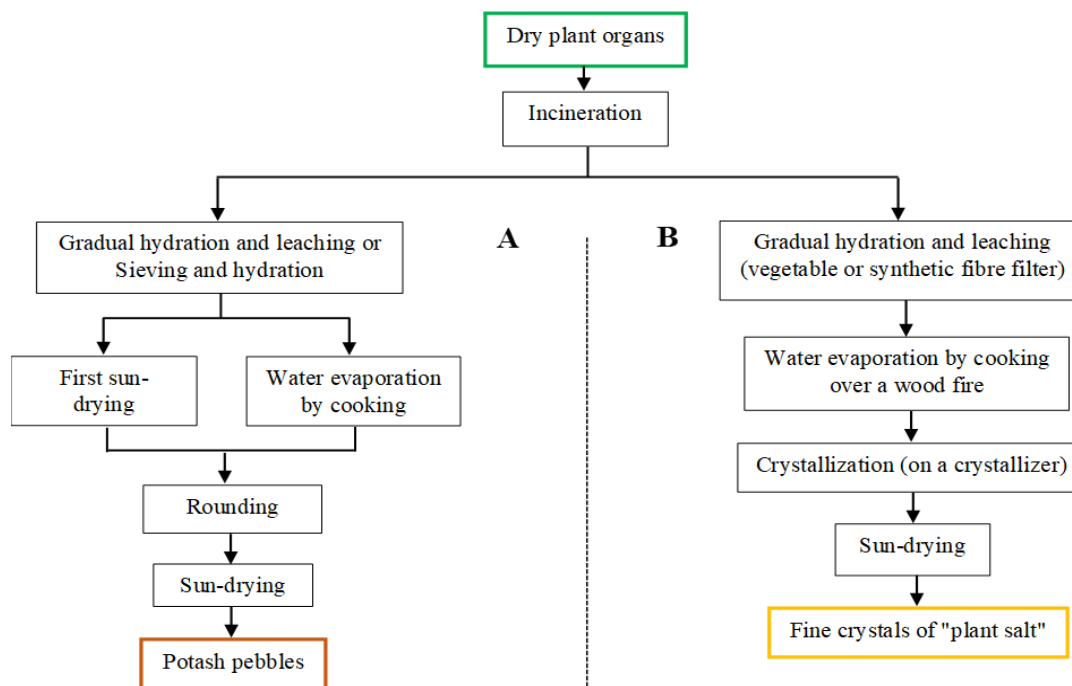 Dry plant organs
Incineration
A
Gradual hydration and leaching or
Sieving and hydration
First sun-
drying
Water evaporation
by cooking
Rounding
Sun-drying
Potash pebbles
B
Gradual hydration and leaching
(vegetable or synthetic fibre filter)
Water evaporation by cooking
over a wood fire
Crystallization (on a crystallizer)
Sun-drying
Fine crystals of "plant salt"